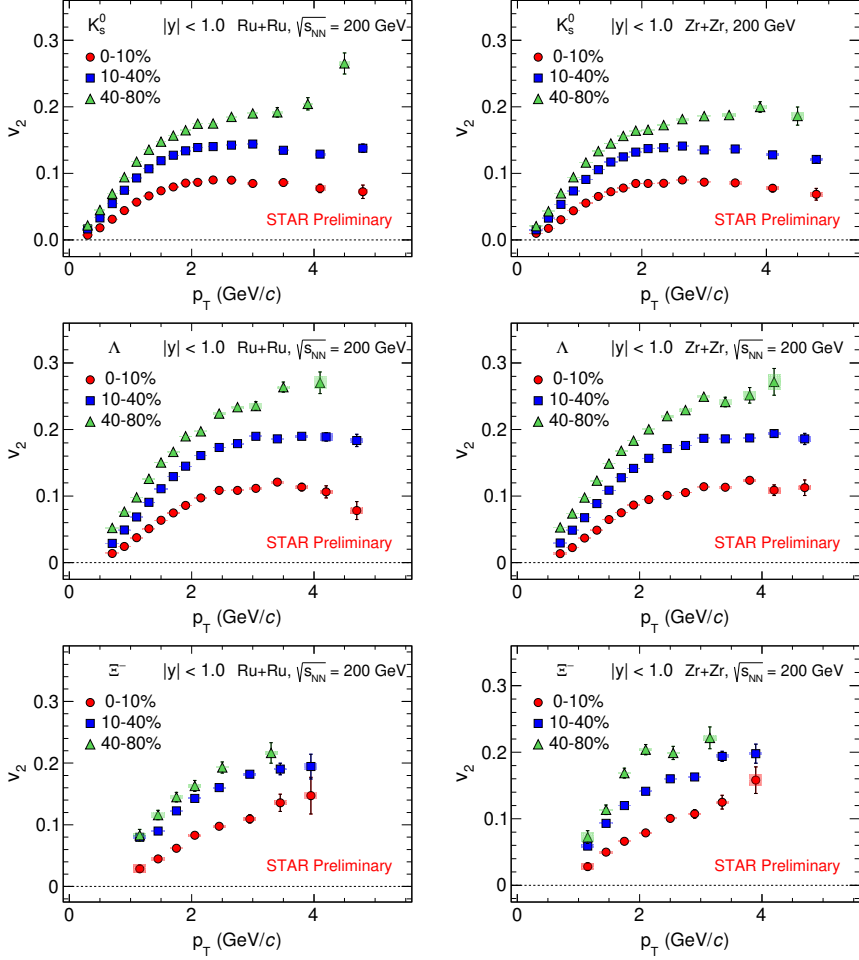 K⁰ₛ |y| < 1.0 Ru+Ru, √sNN = 200 GeV
0.3
0-10%
10-40%
40-80%
0.2
v₂
0.1
STAR Preliminary
0.0
0 2 4
p_T (GeV/c)
K⁰ₛ |y| < 1.0 Zr+Zr, 200 GeV
0.3
0-10%
10-40%
40-80%
0.2
v₂
0.1
STAR Preliminary
0.0
0 2 4
p_T (GeV/c)
Λ |y| < 1.0 Ru+Ru, √sNN = 200 GeV
0.3
0-10%
10-40%
40-80%
0.2
v₂
0.1
STAR Preliminary
0
0 2 4
p_T (GeV/c)
Λ |y| < 1.0 Zr+Zr, √sNN = 200 GeV
0.3
0-10%
10-40%
40-80%
0.2
v₂
0.1
STAR Preliminary
0
0 2 4
p_T (GeV/c)
Ξ⁻ |y| < 1.0 Ru+Ru, √sNN = 200 GeV
0.3
0-10%
10-40%
40-80%
0.2
v₂
0.1
STAR Preliminary
0
0 2 4
p_T (GeV/c)
Ξ⁻ |y| < 1.0 Zr+Zr, √sNN = 200 GeV
0.3
0-10%
10-40%
40-80%
0.2
v₂
0.1
STAR Preliminary
0
0 2 4
p_T (GeV/c)